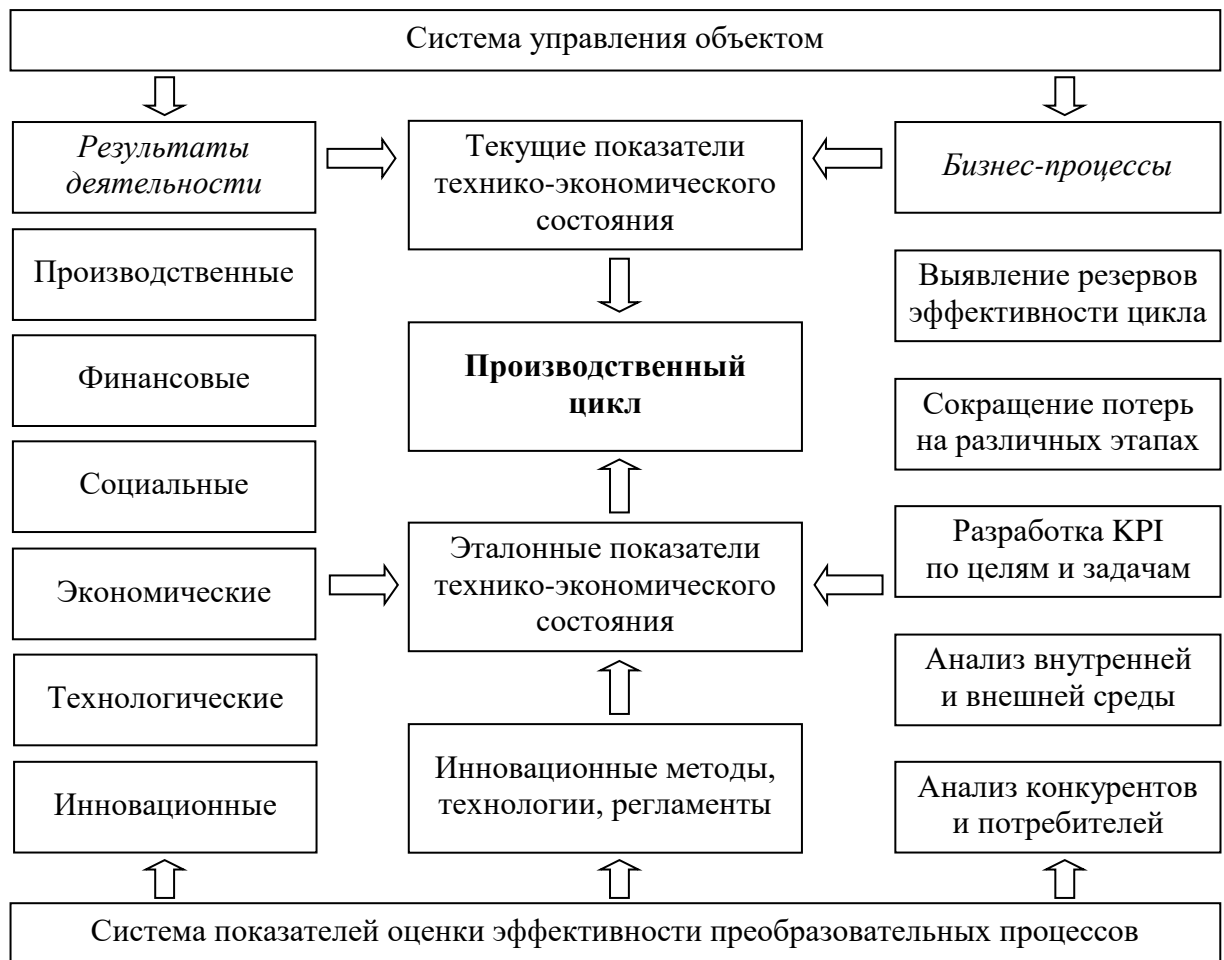 Система управления объектом
Результаты
деятельности
Производственные
Финансовые
Социальные
Экономические
Технологические
Инновационные
Текущие показатели
технико-экономического
состояния
Производственный
цикл
Эталонные показатели
технико-экономического
состояния
Инновационные методы,
технологии, регламенты
Бизнес-процессы
Выявление резервов
эффективности цикла
Сокращение потерь
на различных этапах
Разработка KPI
по целям и задачам
Анализ внутренней
и внешней среды
Анализ конкурентов
и потребителей
Система показателей оценки эффективности преобразовательных процессов